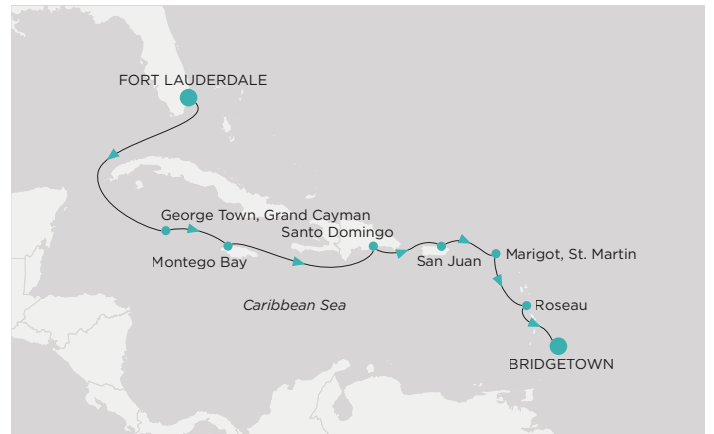 FORT LAUDERDALE
George Town, Grand Cayman
Santo Domingo
Montego Bay
San Juan
Marigot, St. Martin
Caribbean Sea
Roseau
BRIDGETOWN